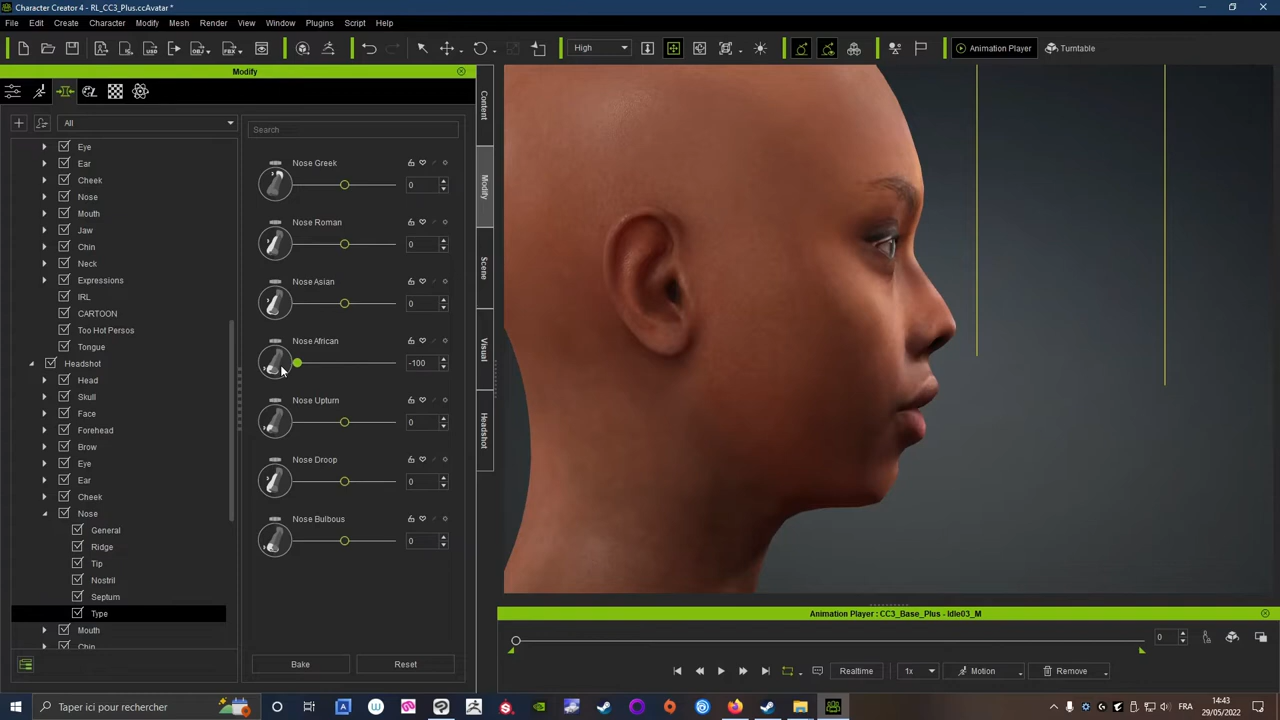 Character Creator 4 - RL_CC3_Plus.ccAvatar *
File Edit Create Character Modify Mesh Render View Window Plugins Script Help
High
Animation Player
Turntable
Modify
All
Search
Eye
Ear
Cheek
Nose
Mouth
Jaw
Chin
Neck
Expressions
IRL
CARTOON
Too Hot Persos
Tongue
Headshot
Head
Skull
Face
Forehead
Brow
Eye
Ear
Cheek
Nose
General
Ridge
Tip
Nostril
Septum
Type
Mouth
Chin
Nose Greek
0
Nose Roman
0
Nose Asian
0
Nose African
-100
Nose Upturn
0
Nose Droop
0
Nose Bulbous
0
Bake
Reset
Content
Modify
Scene
Visual
Headshot
Animation Player : CC3_Base_Plus - Idle03_M
0
Realtime
1x
Motion
Remove
Taper ici pour rechercher
FRA
14:43
29/05/2022